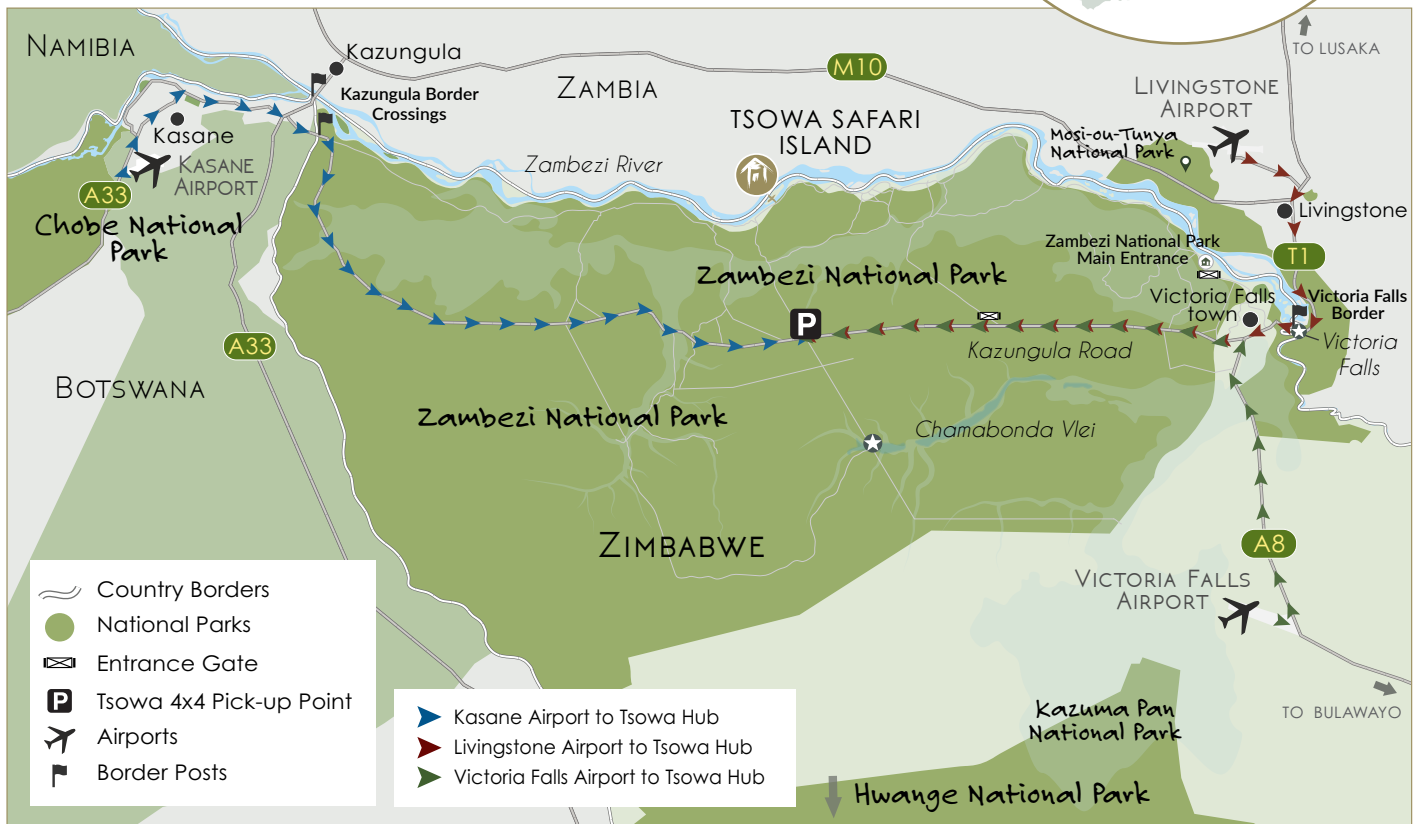 NAMIBIA
Kazungula
Kazungula Border
Crossings
ZAMBIA
M10
TO LUSAKA
LIVINGSTONE
AIRPORT
TSOWA SAFARI
ISLAND
Mosi-ou-Tunya
National Park
Kasane
KASANE
AIRPORT
Zambezi River
A33
Chobe National
Park
Livingstone
Zambezi National Park
Main Entrance
T1
Zambezi National Park
Victoria Falls
town
Victoria Falls
Border
P
A33
Kazungula Road
Victoria
Falls
BOTSWANA
Zambezi National Park
Chamabonda Vlei
ZIMBABWE
A8
VICTORIA FALLS
AIRPORT
Country Borders
National Parks
Entrance Gate
P Tsowa 4x4 Pick-up Point
Airports
Border Posts
Kasane Airport to Tsowa Hub
Livingstone Airport to Tsowa Hub
Victoria Falls Airport to Tsowa Hub
Kazuma Pan
National Park
TO BULAWAYO
Hwange National Park